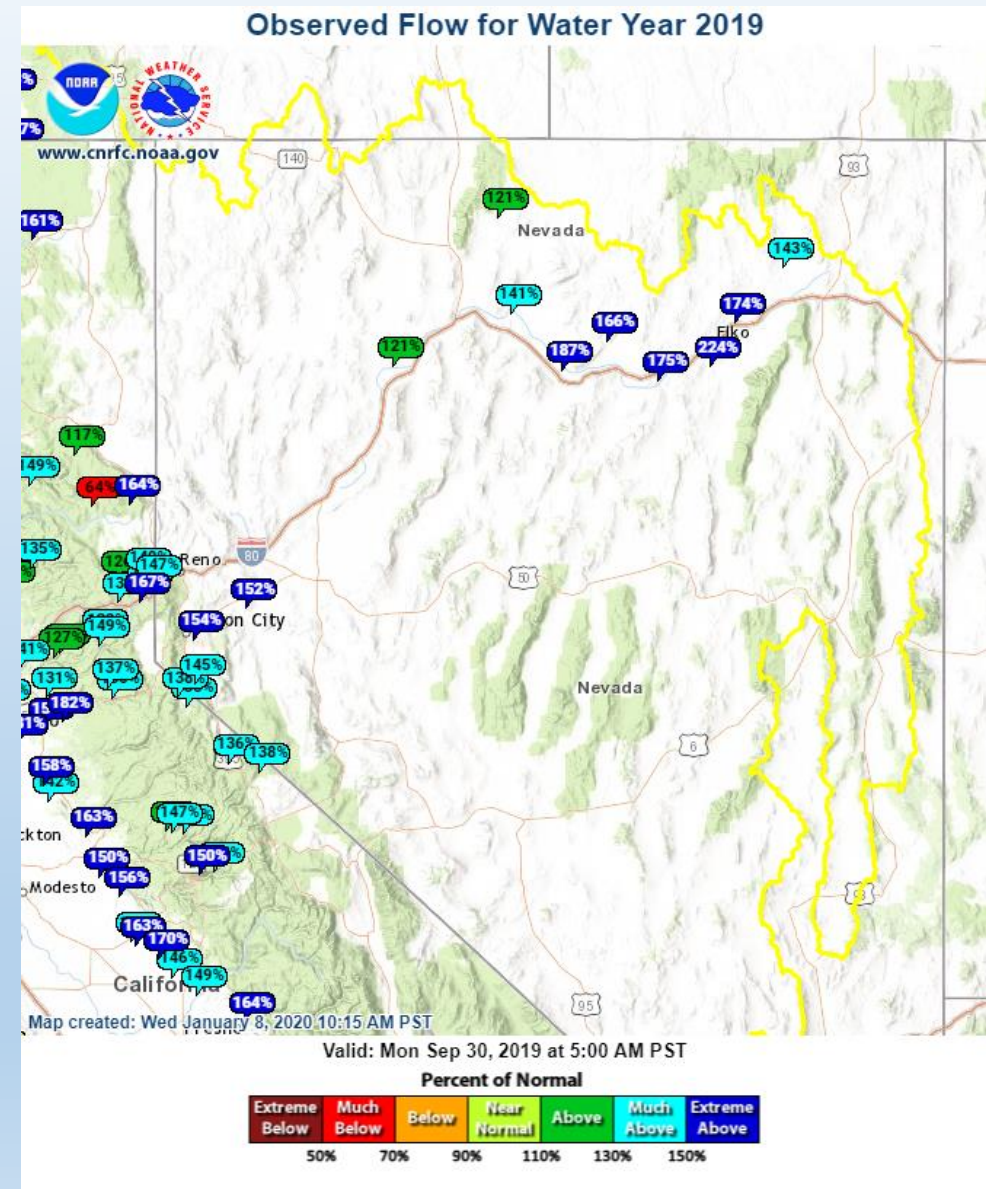 Observed Flow for Water Year 2019
NOAA
NATIONAL WEATHER SERVICE
www.cnrfc.noaa.gov
140
93
161%
121%
Nevada
143%
141%
174%
166%
Elko
187%
224%
175%
121%
117%
149%
64%
164%
135%
147%
Reno
80
167%
152%
50
154%
on City
149%
127%
41%
145%
137%
131%
Nevada
182%
136%
138%
6
158%
142%
163%
147%
ckton
150%
150%
156%
Modesto
163%
170%
146%
149%
Califor
164%
95
Map created: Wed January 8, 2020 10:15 AM PST
Valid: Mon Sep 30, 2019 at 5:00 AM PST
Percent of Normal
Extreme Below
Much Below
Below
Near Normal
Above
Much Above
Extreme Above
50% 70% 90% 110% 130% 150%